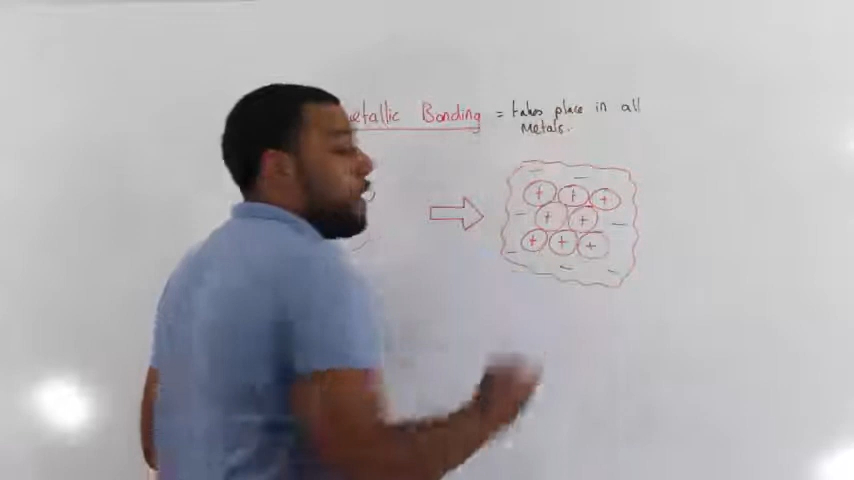 etallic Bonding = takes place in all
Metals.
+ + +
+ +
+ + +